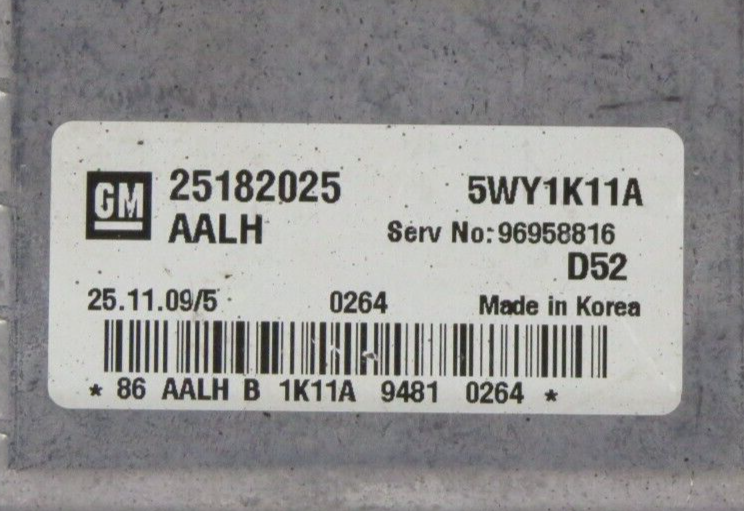 GM 25182025 5WY1K11A
AALH Serv No: 96958816
D52
25.11.09/5 0264 Made in Korea
* 86 AALH B 1K11A 9481 0264 *